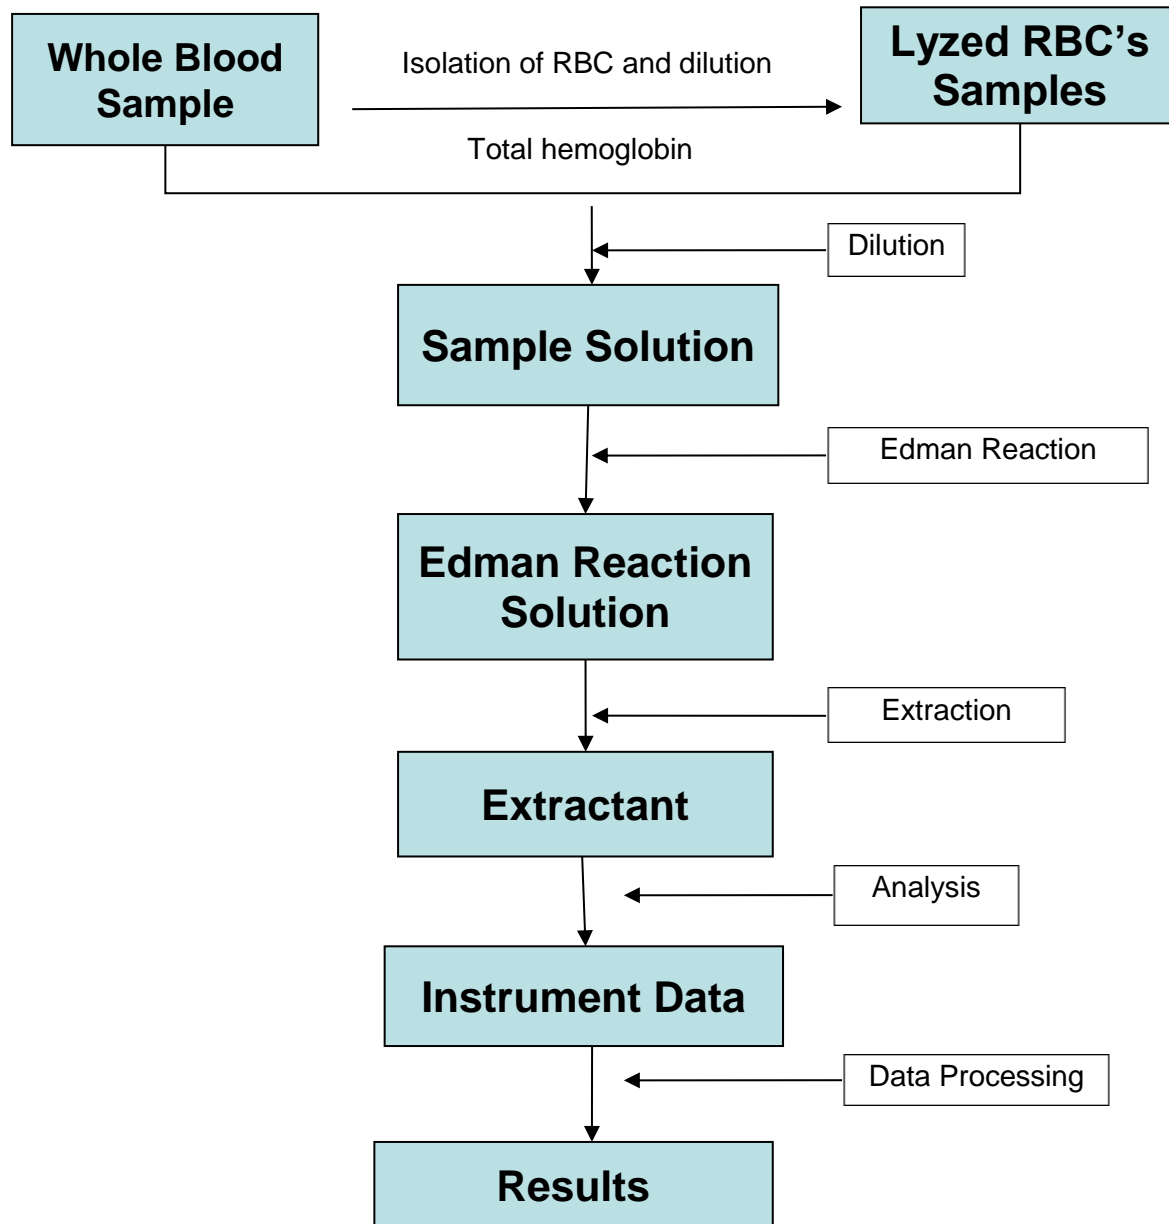 Whole Blood
Sample
Isolation of RBC and dilution
Total hemoglobin
Lyzed RBC's
Samples
Dilution
Sample Solution
Edman Reaction
Edman Reaction
Solution
Extraction
Extractant
Analysis
Instrument Data
Data Processing
Results